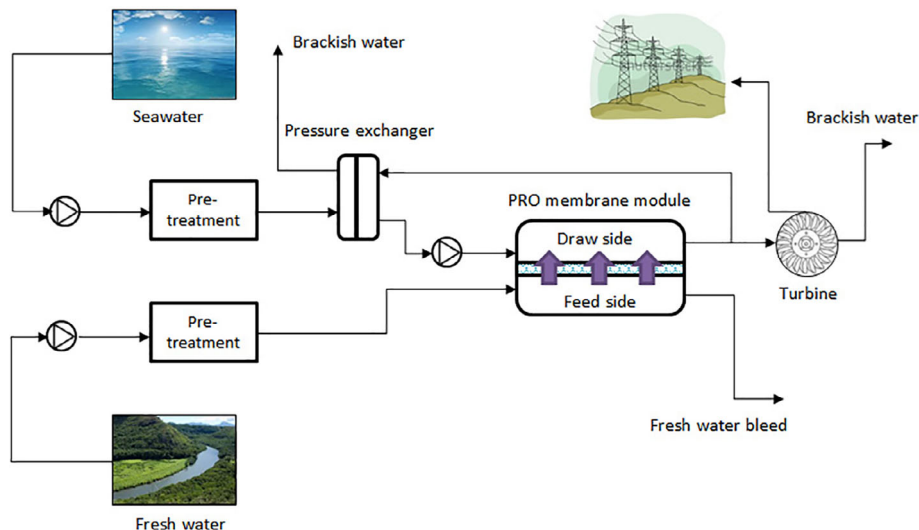 Brackish water
Seawater
Brackish water
Pressure exchanger
Pre-
treatment
PRO membrane module
Draw side
Feed side
Turbine
Pre-
treatment
Fresh water bleed
Fresh water